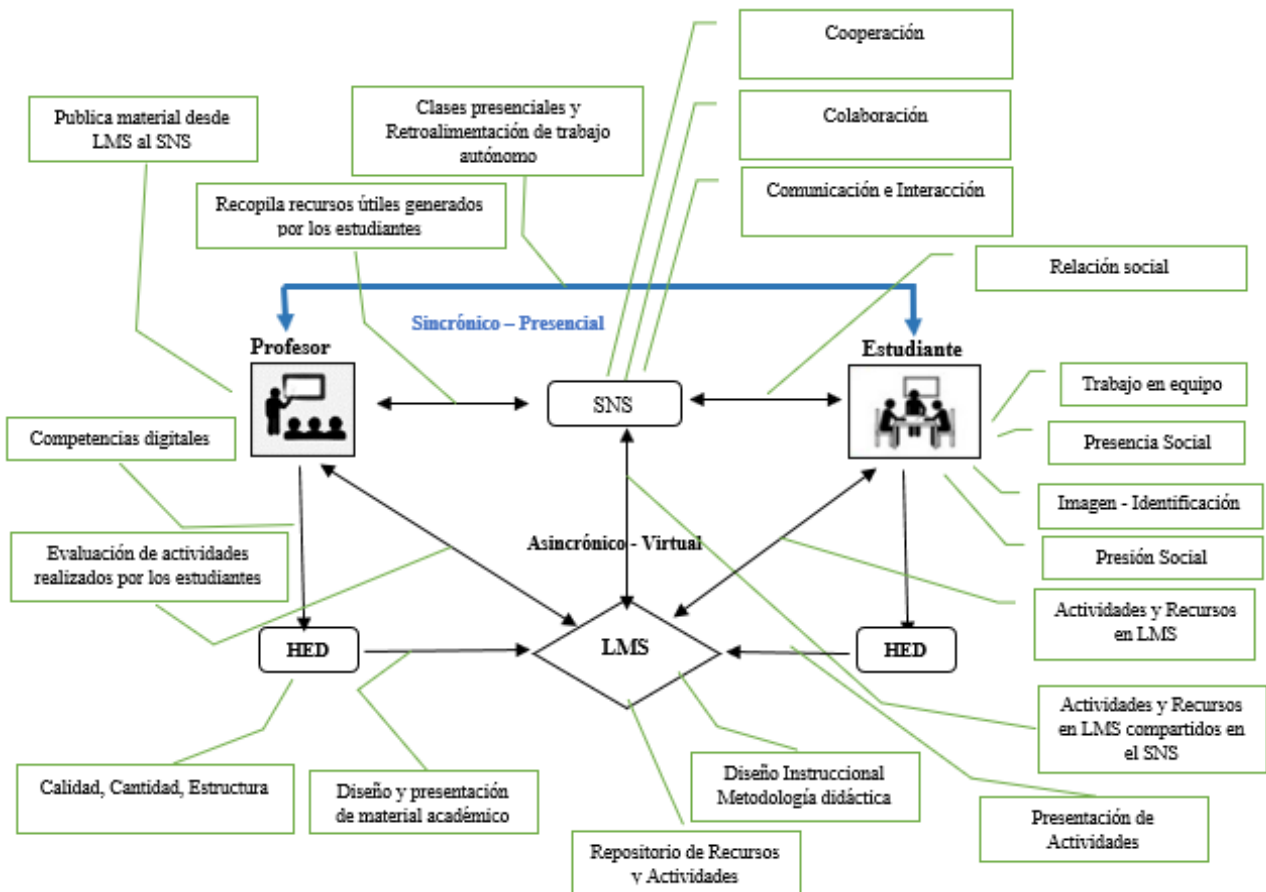 Cooperación
Publica material desde
LMS al SNS
Clases presenciales y
Retroalimentación de trabajo
autónomo
Colaboración
Recopila recursos útiles generados
por los estudiantes
Comunicación e Interacción
Relación social
Sincrónico – Presencial
Profesor
Estudiante
SNS
Trabajo en equipo
Competencias digitales
Presencia Social
Imagen - Identificación
Evaluación de actividades
realizados por los estudiantes
Asincrónico - Virtual
Presión Social
Actividades y Recursos
en LMS
HED
LMS
HED
Actividades y Recursos
en LMS compartidos en
el SNS
Calidad, Cantidad, Estructura
Diseño y presentación
de material académico
Diseño Instruccional
Metodología didáctica
Presentación de
Actividades
Repositorio de Recursos
y Actividades